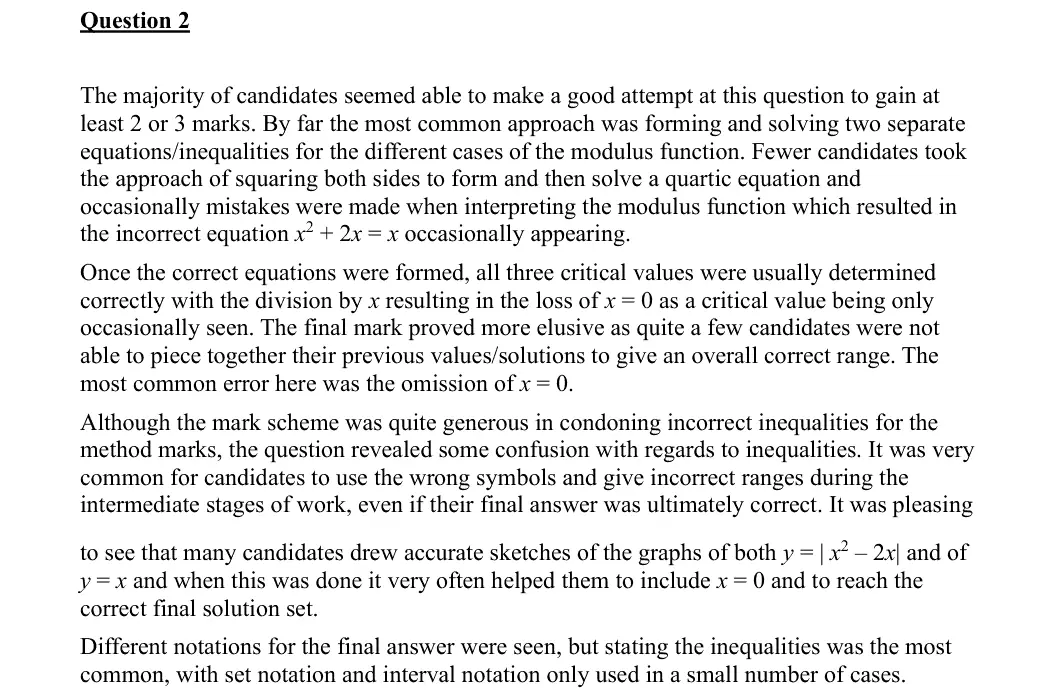 Question 2
The majority of candidates seemed able to make a good attempt at this question to gain at
least 2 or 3 marks. By far the most common approach was forming and solving two separate
equations/inequalities for the different cases of the modulus function. Fewer candidates took
the approach of squaring both sides to form and then solve a quartic equation and
occasionally mistakes were made when interpreting the modulus function which resulted in
the incorrect equation x² + 2x = x occasionally appearing.
Once the correct equations were formed, all three critical values were usually determined
correctly with the division by x resulting in the loss of x = 0 as a critical value being only
occasionally seen. The final mark proved more elusive as quite a few candidates were not
able to piece together their previous values/solutions to give an overall correct range. The
most common error here was the omission of x = 0.
Although the mark scheme was quite generous in condoning incorrect inequalities for the
method marks, the question revealed some confusion with regards to inequalities. It was very
common for candidates to use the wrong symbols and give incorrect ranges during the
intermediate stages of work, even if their final answer was ultimately correct. It was pleasing
to see that many candidates drew accurate sketches of the graphs of both y = | x² – 2x| and of
y = x and when this was done it very often helped them to include x = 0 and to reach the
correct final solution set.
Different notations for the final answer were seen, but stating the inequalities was the most
common, with set notation and interval notation only used in a small number of cases.